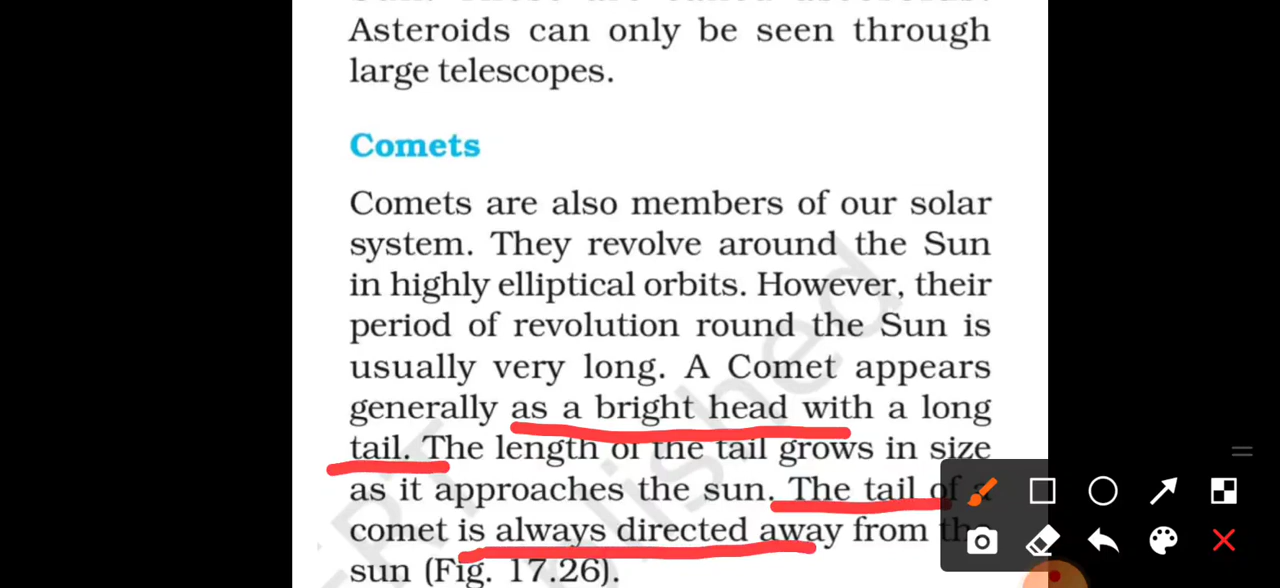 Asteroids can only be seen through
large telescopes.
Comets
Comets are also members of our solar
system. They revolve around the Sun
in highly elliptical orbits. However, their
period of revolution round the Sun is
usually very long. A Comet appears
generally as a bright head with a long
tail. The length of the tail grows in size
as it approaches the sun. The tail of a
comet is always directed away from the
sun (Fig. 17.26).